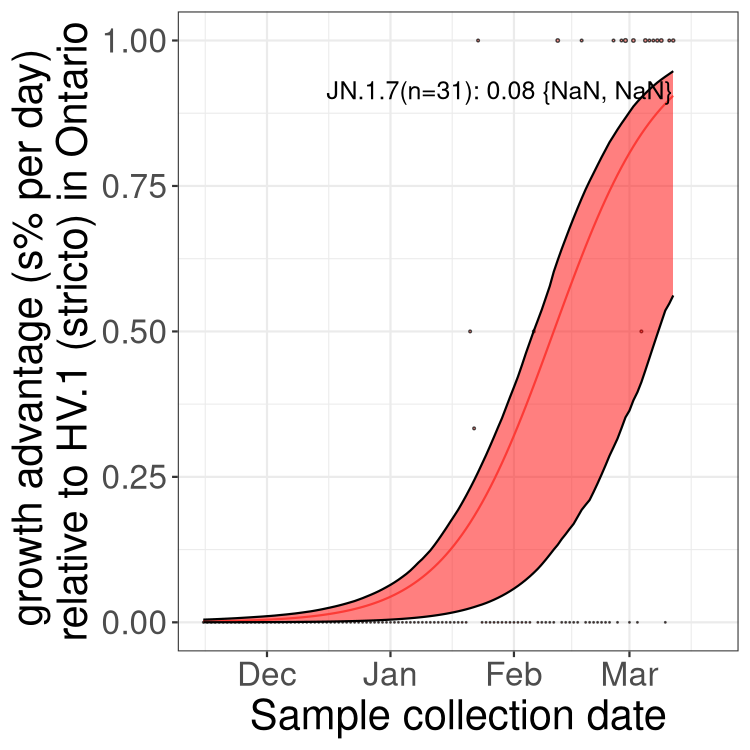 growth advantage (s% per day)
relative to HV.1 (stricto) in Ontario
1.00
0.75
0.50
0.25
0.00
JN.1.7(n=31): 0.08 {NaN, NaN}
Dec Jan Feb Mar
Sample collection date